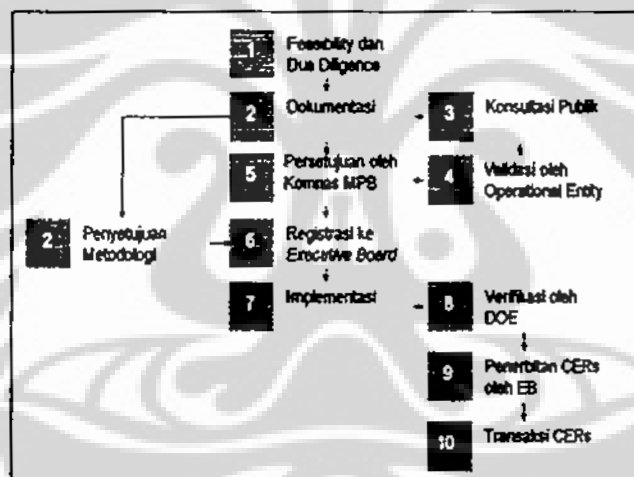 1 Feasibility dan
Due Diligence
2 Dokumentasi
3 Konsultasi Publik
5 Persetujuan oleh
Komnas MPB
4 Validasi oleh
Operational Entity
2 Penyetujuan
Metodologi
6 Registrasi ke
Executive Board
7 Implementasi
8 Verifikasi oleh
DOE
9 Penerbitan CERs
oleh EB
10 Transaksi CERs